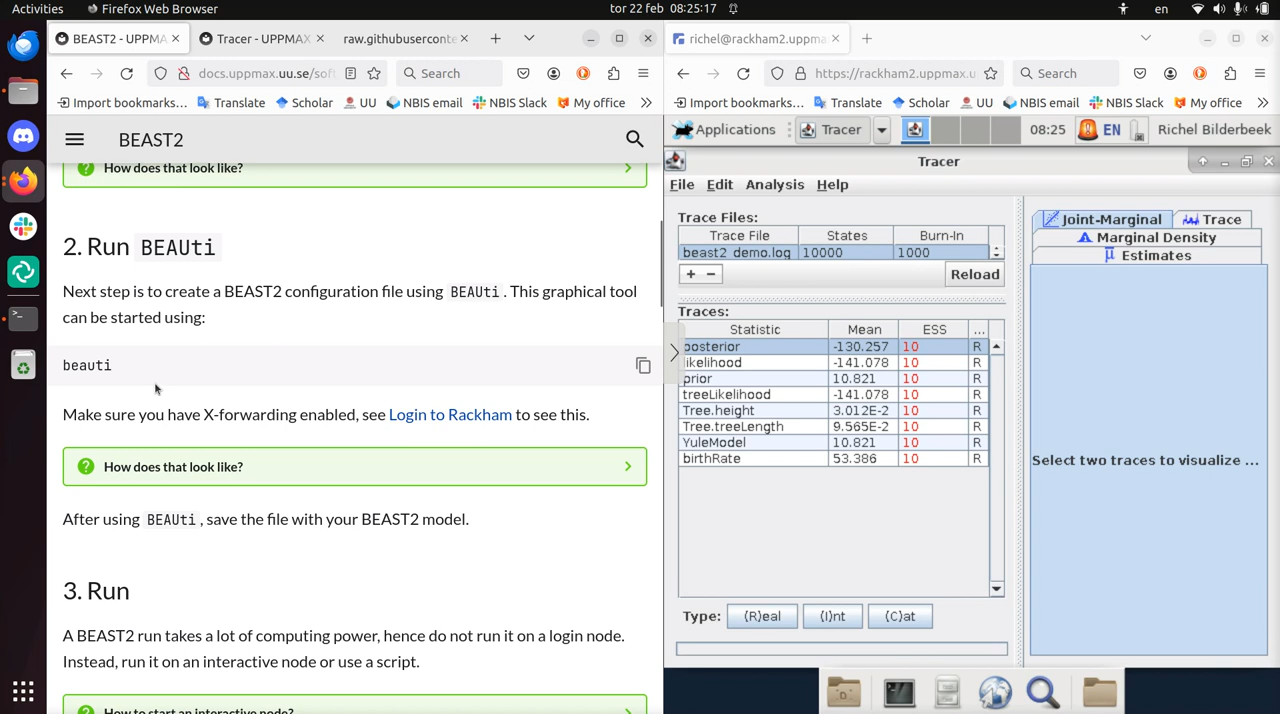 Activities Firefox Web Browser tor 22 feb 08:25:17 en
BEAST2 - UPPMA × Tracer - UPPMAX × raw.githubuserconte × +
docs.uppmax.uu.se/soft Search
Import bookmarks... Translate Scholar UU NBIS email NBIS Slack My office
BEAST2
How does that look like?
2. Run BEAUti
Next step is to create a BEAST2 configuration file using BEAUti. This graphical tool
can be started using:
beauti
Make sure you have X-forwarding enabled, see Login to Rackham to see this.
How does that look like?
After using BEAUti, save the file with your BEAST2 model.
3. Run
A BEAST2 run takes a lot of computing power, hence do not run it on a login node.
Instead, run it on an interactive node or use a script.
How to start an interactive node?
richel@rackham2.uppma × +
https://rackham2.uppmax.u Search
Import bookmarks... Translate Scholar UU NBIS email NBIS Slack My office
Applications Tracer 08:25 EN Richel Bilderbeek
Tracer
File Edit Analysis Help
Trace Files:
Trace File States Burn-In
beast2_demo.log 10000 1000
+ − Reload
Traces:
Statistic Mean ESS ...
posterior -130.257 10 R
likelihood -141.078 10 R
prior 10.821 10 R
treeLikelihood -141.078 10 R
Tree.height 3.012E-2 10 R
Tree.treeLength 9.565E-2 10 R
YuleModel 10.821 10 R
birthRate 53.386 10 R
Type: (R)eal (I)nt (C)at
Joint-Marginal Trace
Marginal Density
Estimates
Select two traces to visualize ...